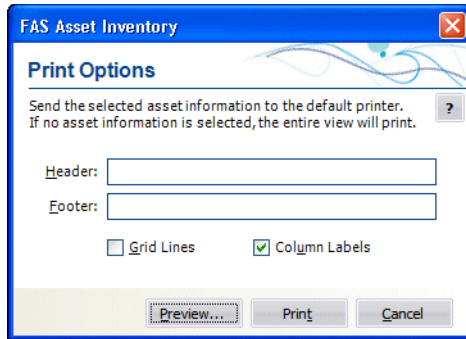 FAS Asset Inventory
Print Options
Send the selected asset information to the default printer.
If no asset information is selected, the entire view will print.
?
Header:
Footer:
Grid Lines
Column Labels
Preview...
Print
Cancel